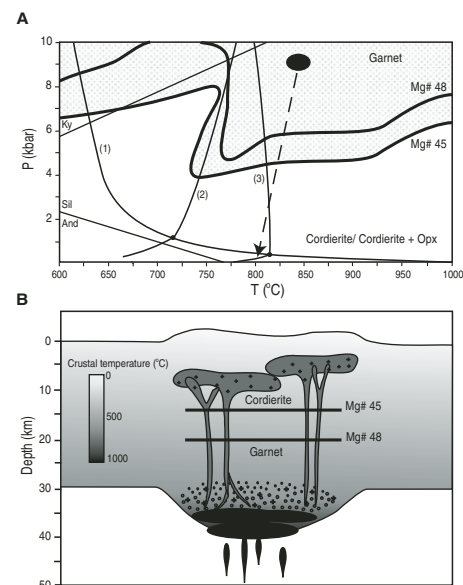 A
10
Garnet
8
Mg# 48
P (kbar)
6
Ky
Mg# 45
(1)
4
(2)
(3)
Sil
2
And
Cordierite/ Cordierite + Opx
600 650 700 750 800 850 900 950 1000
T (°C)
B
0
Crustal temperature (°C)
0
10
Cordierite
Mg# 45
500
Depth (km)
20
Mg# 48
Garnet
1000
30
40
50